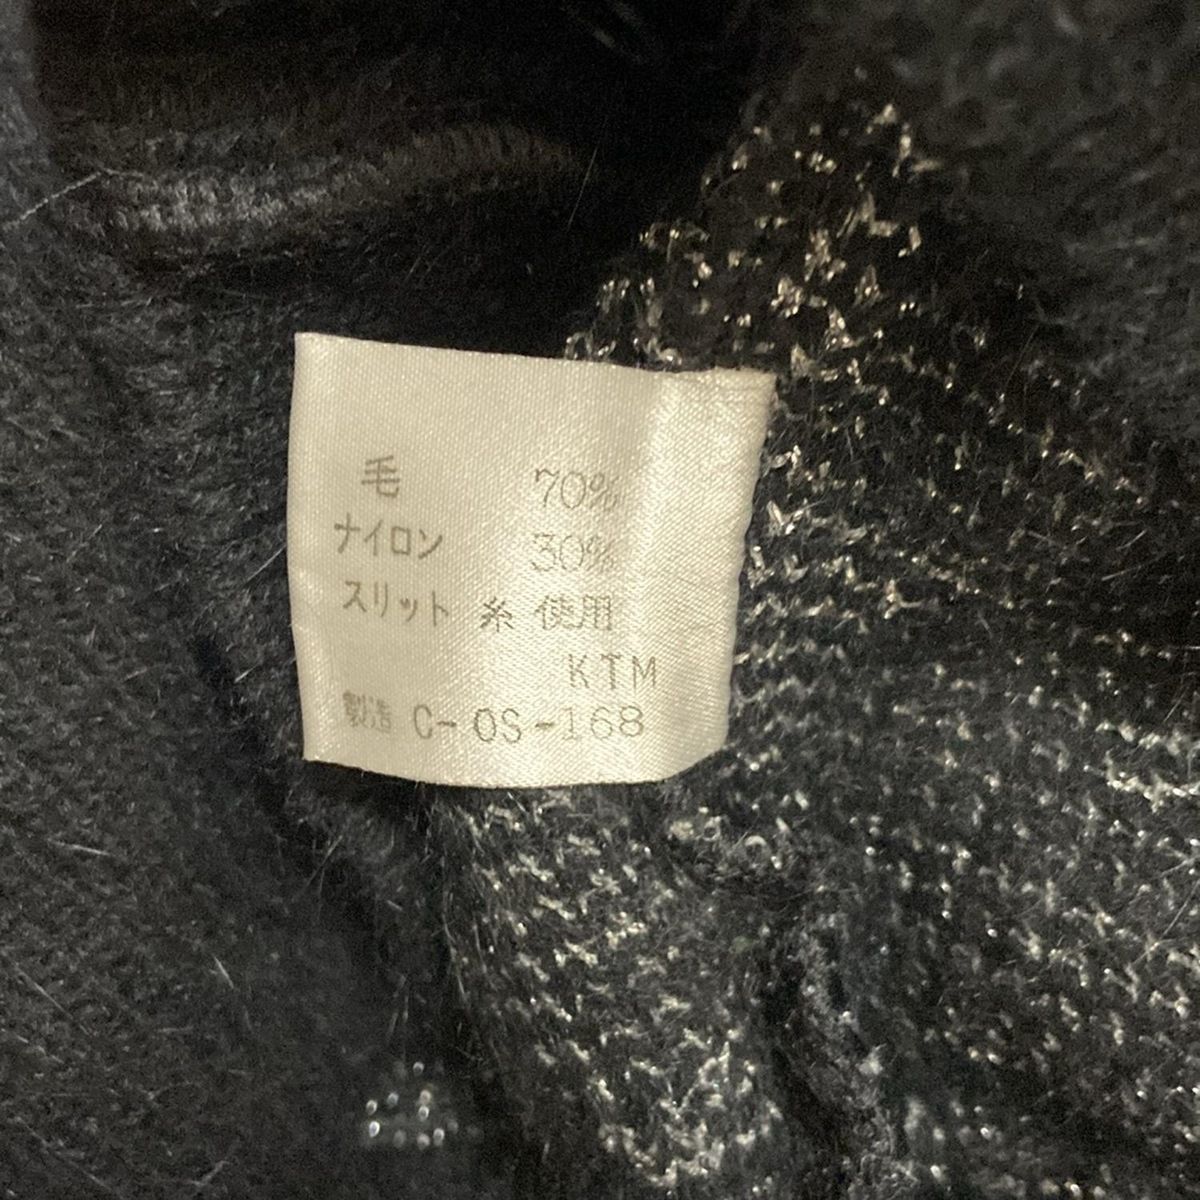 毛 70%
ナイロン 30%
スリット 糸 使用
KTM
製造 C-OS-168